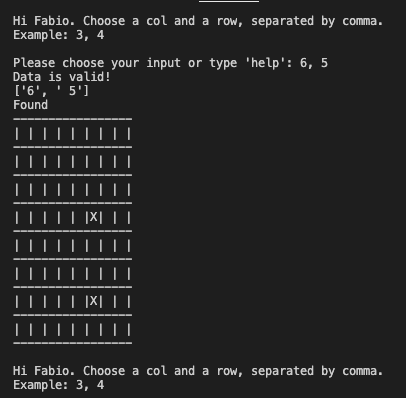 Hi Fabio. Choose a col and a row, separated by comma.
Example: 3, 4
Please choose your input or type 'help': 6, 5
Data is valid!
['6', ' 5']
Found
-----------------
| | | | | | | | |
-----------------
| | | | | | | | |
-----------------
| | | | | | | | |
-----------------
| | | | | |X| | |
-----------------
| | | | | | | | |
-----------------
| | | | | | | | |
-----------------
| | | | | |X| | |
-----------------
| | | | | | | | |
-----------------
Hi Fabio. Choose a col and a row, separated by comma.
Example: 3, 4